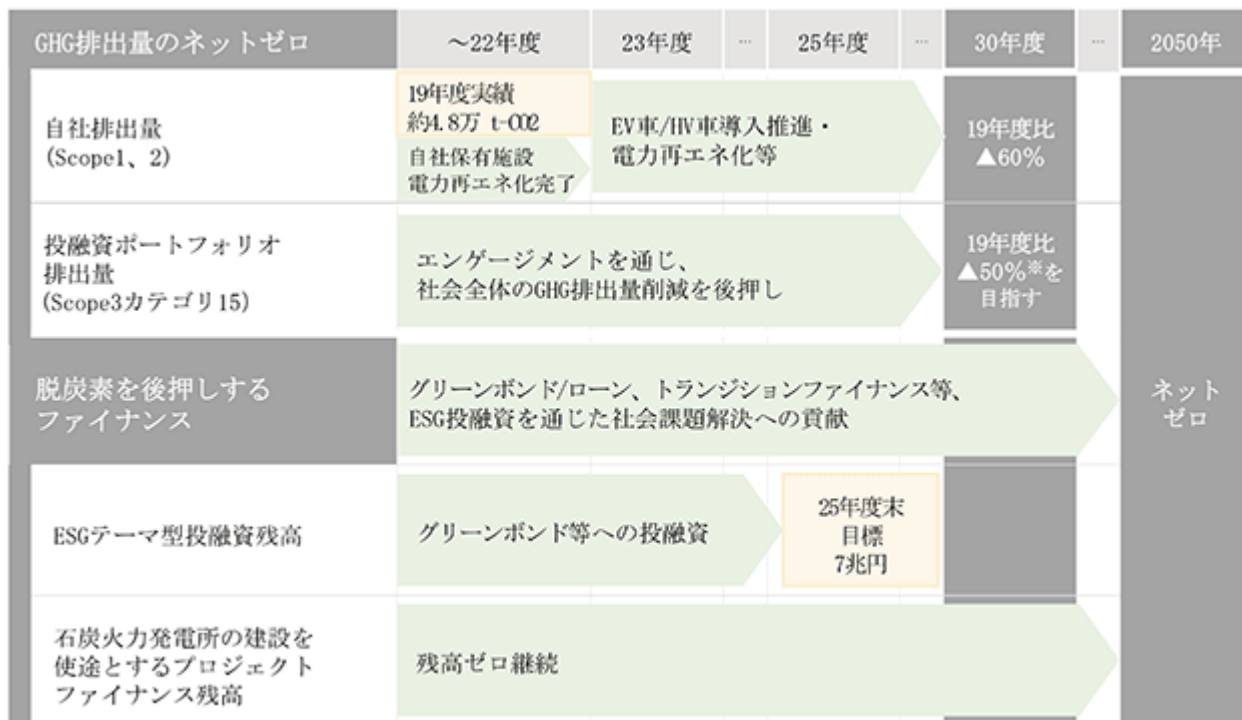 GHG排出量のネットゼロ
～22年度
23年度
…
25年度
…
30年度
…
2050年
自社排出量
(Scope1、2)
19年度実績
約4.8万 t-CO2
自社保有施設
電力再エネ化完了
EV車/HV車導入推進・
電力再エネ化等
19年度比
▲60%
投融資ポートフォリオ
排出量
(Scope3カテゴリ15)
エンゲージメントを通じ、
社会全体のGHG排出量削減を後押し
19年度比
▲50%※を
目指す
脱炭素を後押しする
ファイナンス
グリーンボンド/ローン、トランジションファイナンス等、
ESG投融資を通じた社会課題解決への貢献
ネット
ゼロ
ESGテーマ型投融資残高
グリーンボンド等への投融資
25年度末
目標
7兆円
石炭火力発電所の建設を
使途とするプロジェクト
ファイナンス残高
残高ゼロ継続